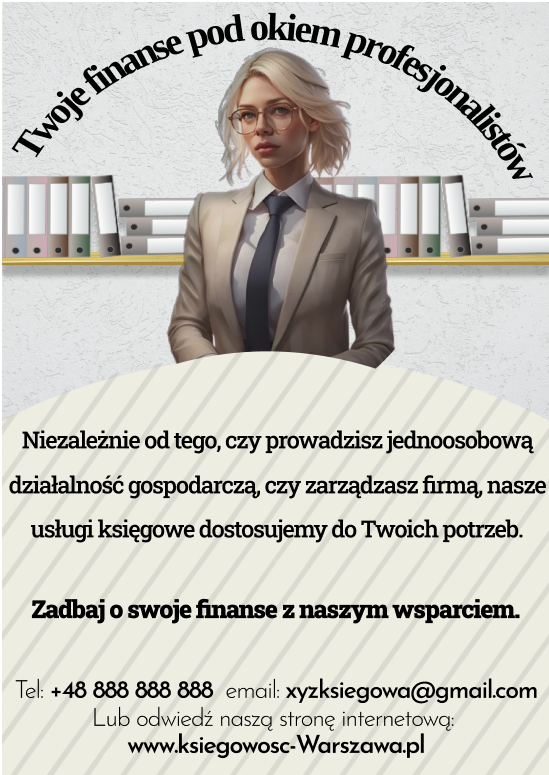 Twoje finanse pod okiem profesjonalistów
Niezależnie od tego, czy prowadzisz jednoosobową
działalność gospodarczą, czy zarządzasz firmą, nasze
usługi księgowe dostosujemy do Twoich potrzeb.
Zadbaj o swoje finanse z naszym wsparciem.
Tel: +48 888 888 888 email: xyzksiegowa@gmail.com
Lub odwiedź naszą stronę internetową:
www.ksiegowosc-Warszawa.pl